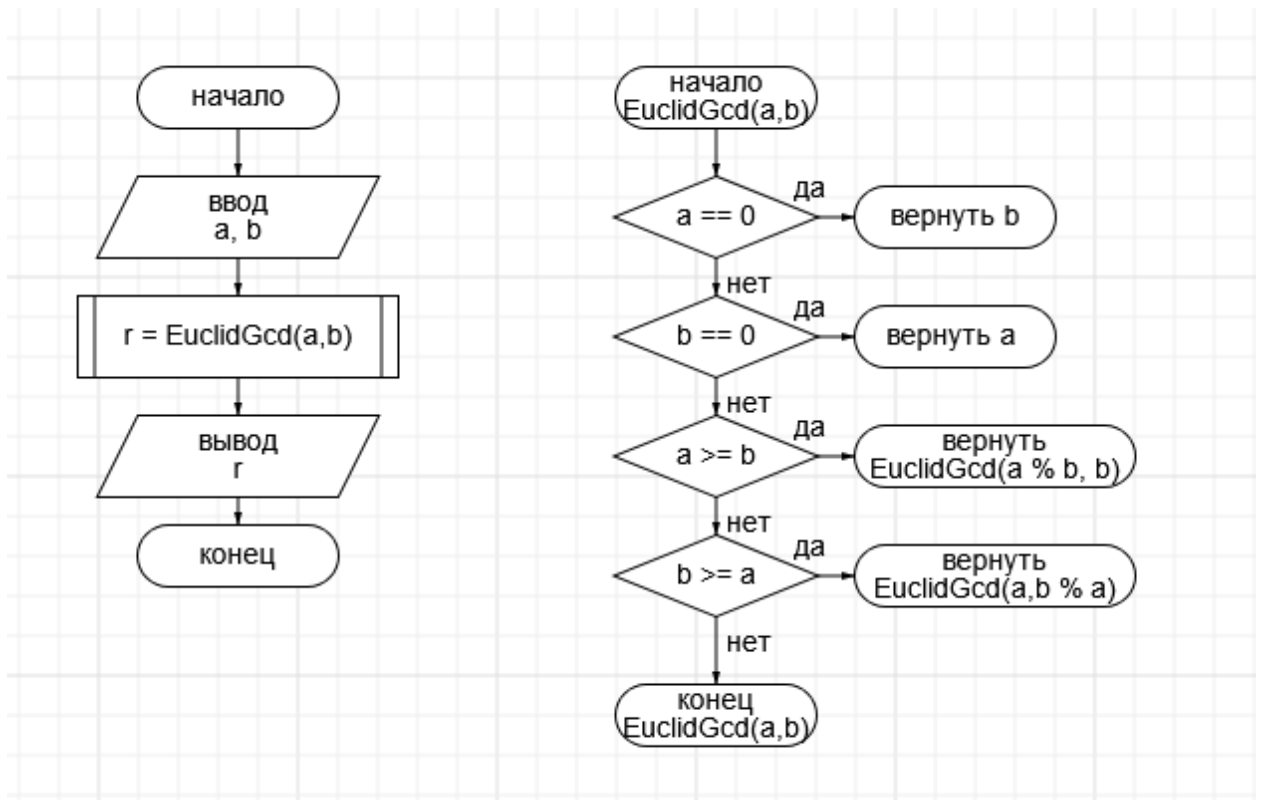 начало
ввод
a, b
r = EuclidGcd(a,b)
вывод
r
конец
начало
EuclidGcd(a,b)
a == 0
да
вернуть b
нет
b == 0
да
вернуть a
нет
a >= b
да
вернуть
EuclidGcd(a % b, b)
нет
b >= a
да
вернуть
EuclidGcd(a,b % a)
нет
конец
EuclidGcd(a,b)